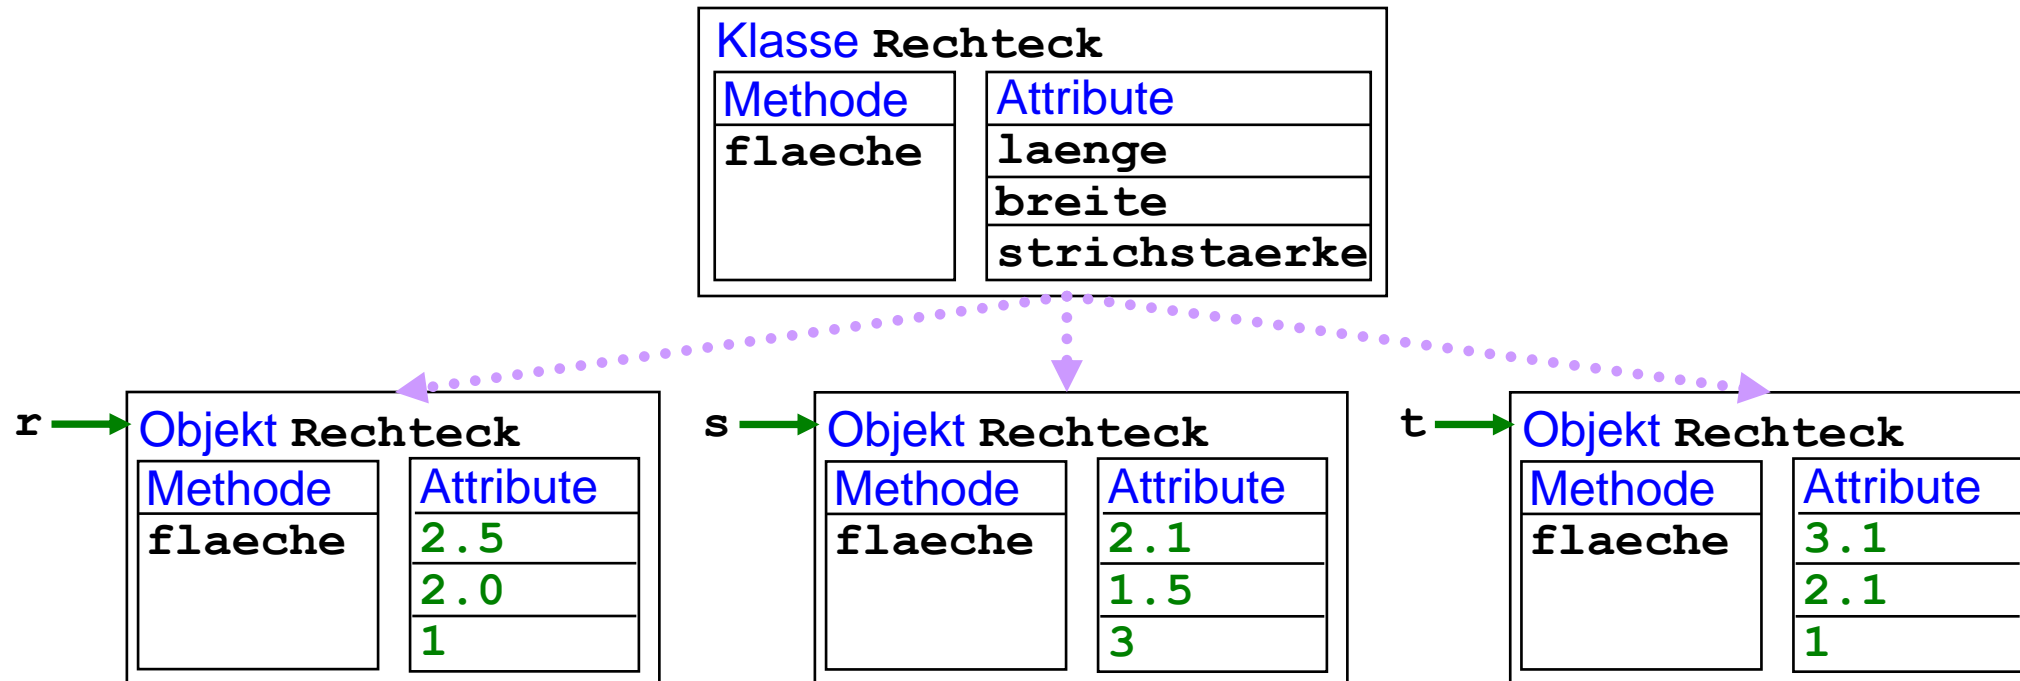 Klasse Rechteck
Methode Attribute
flaeche laenge
breite
strichstaerke
r Objekt Rechteck s Objekt Rechteck t Objekt Rechteck
Methode Attribute Methode Attribute Methode Attribute
flaeche 2.5 flaeche 2.1 flaeche 3.1
2.0 1.5 2.1
1 3 1